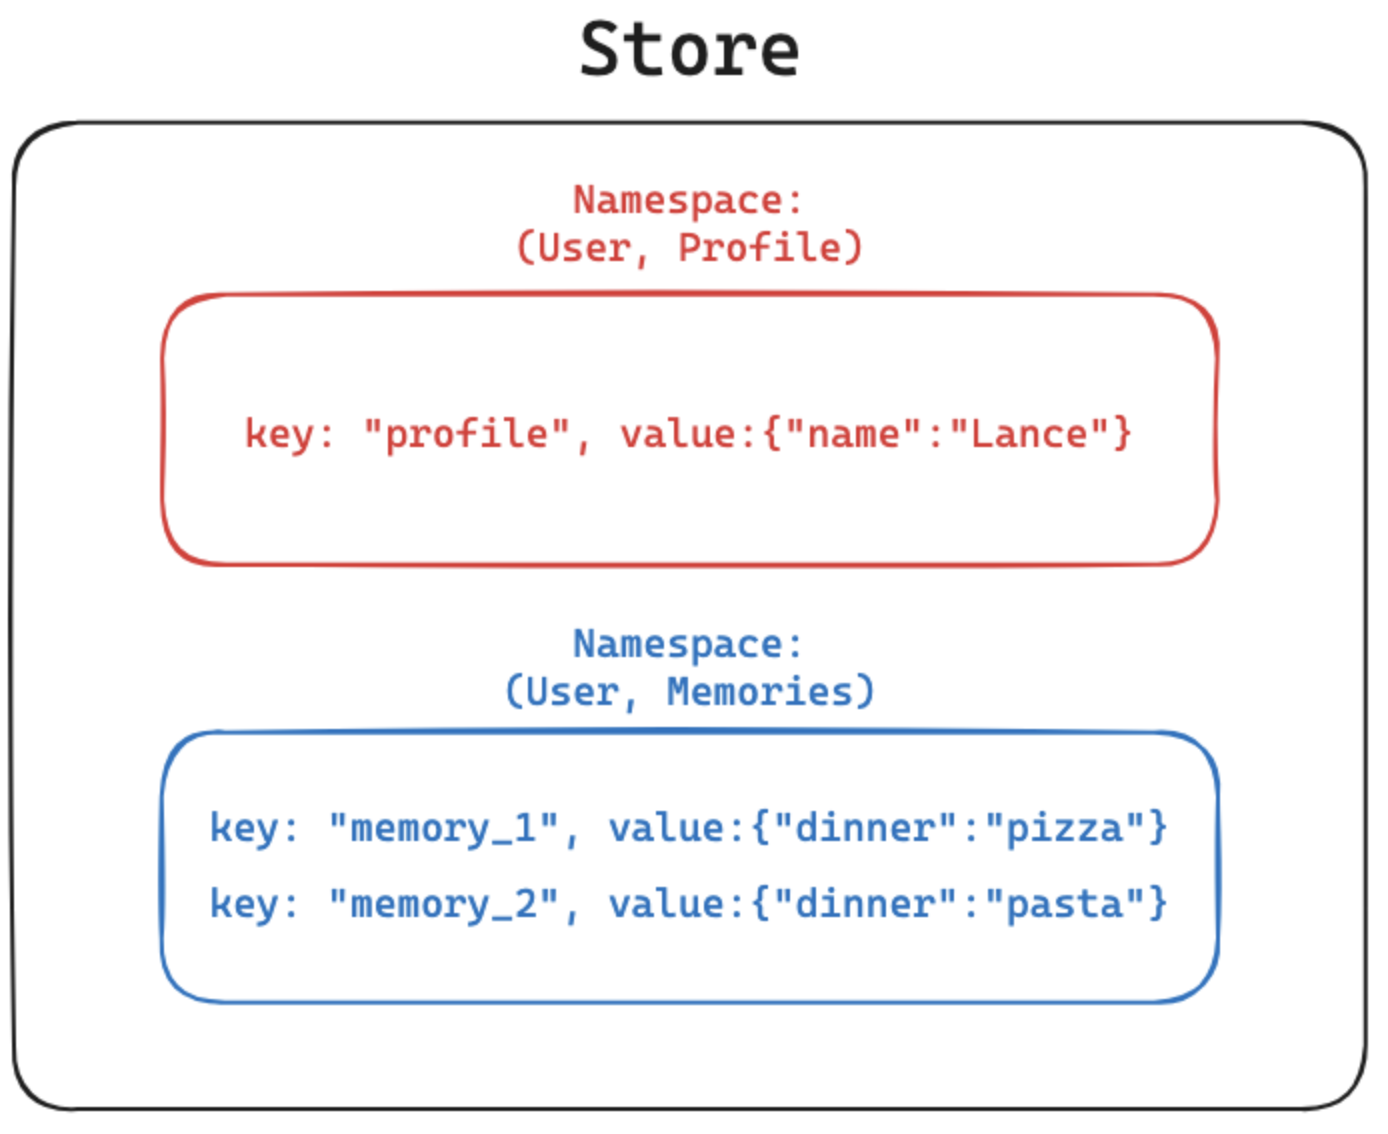 Store
Namespace:
(User, Profile)
key: "profile", value:{"name":"Lance"}
Namespace:
(User, Memories)
key: "memory_1", value:{"dinner":"pizza"}
key: "memory_2", value:{"dinner":"pasta"}